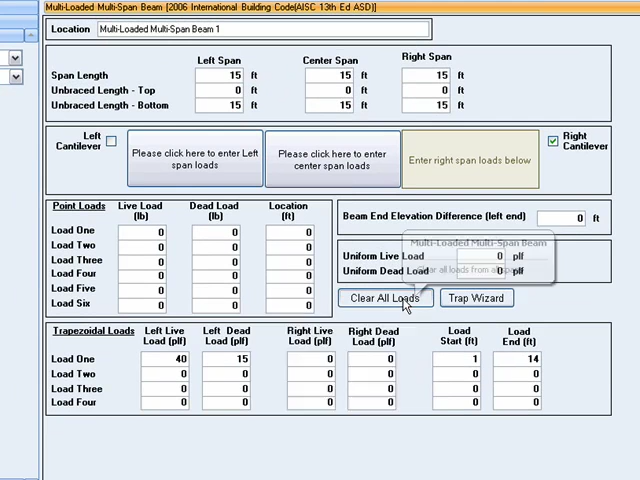 Multi-Loaded Multi-Span Beam [2006 International Building Code(AISC 13th Ed ASD)]
Location Multi-Loaded Multi-Span Beam 1
Left Span Center Span Right Span
Span Length 15 ft 15 ft 15 ft
Unbraced Length - Top 0 ft 0 ft 0 ft
Unbraced Length - Bottom 15 ft 15 ft 15 ft
Left Cantilever
Please click here to enter Left span loads
Please click here to enter center span loads
Enter right span loads below
Right Cantilever
Point Loads Live Load (lb) Dead Load (lb) Location (ft)
Load One 0 0 0
Load Two 0 0 0
Load Three 0 0 0
Load Four 0 0 0
Load Five 0 0 0
Load Six 0 0 0
Beam End Elevation Difference (left end) 0 ft
Multi-Loaded Multi-Span Beam
Uniform Live Load 0 plf
Clear all loads from all
Uniform Dead Load 0 plf
Clear All Loads Trap Wizard
Trapezoidal Loads Left Live Load (plf) Left Dead Load (plf) Right Live Load (plf) Right Dead Load (plf) Load Start (ft) Load End (ft)
Load One 40 15 0 0 1 14
Load Two 0 0 0 0 0 0
Load Three 0 0 0 0 0 0
Load Four 0 0 0 0 0 0